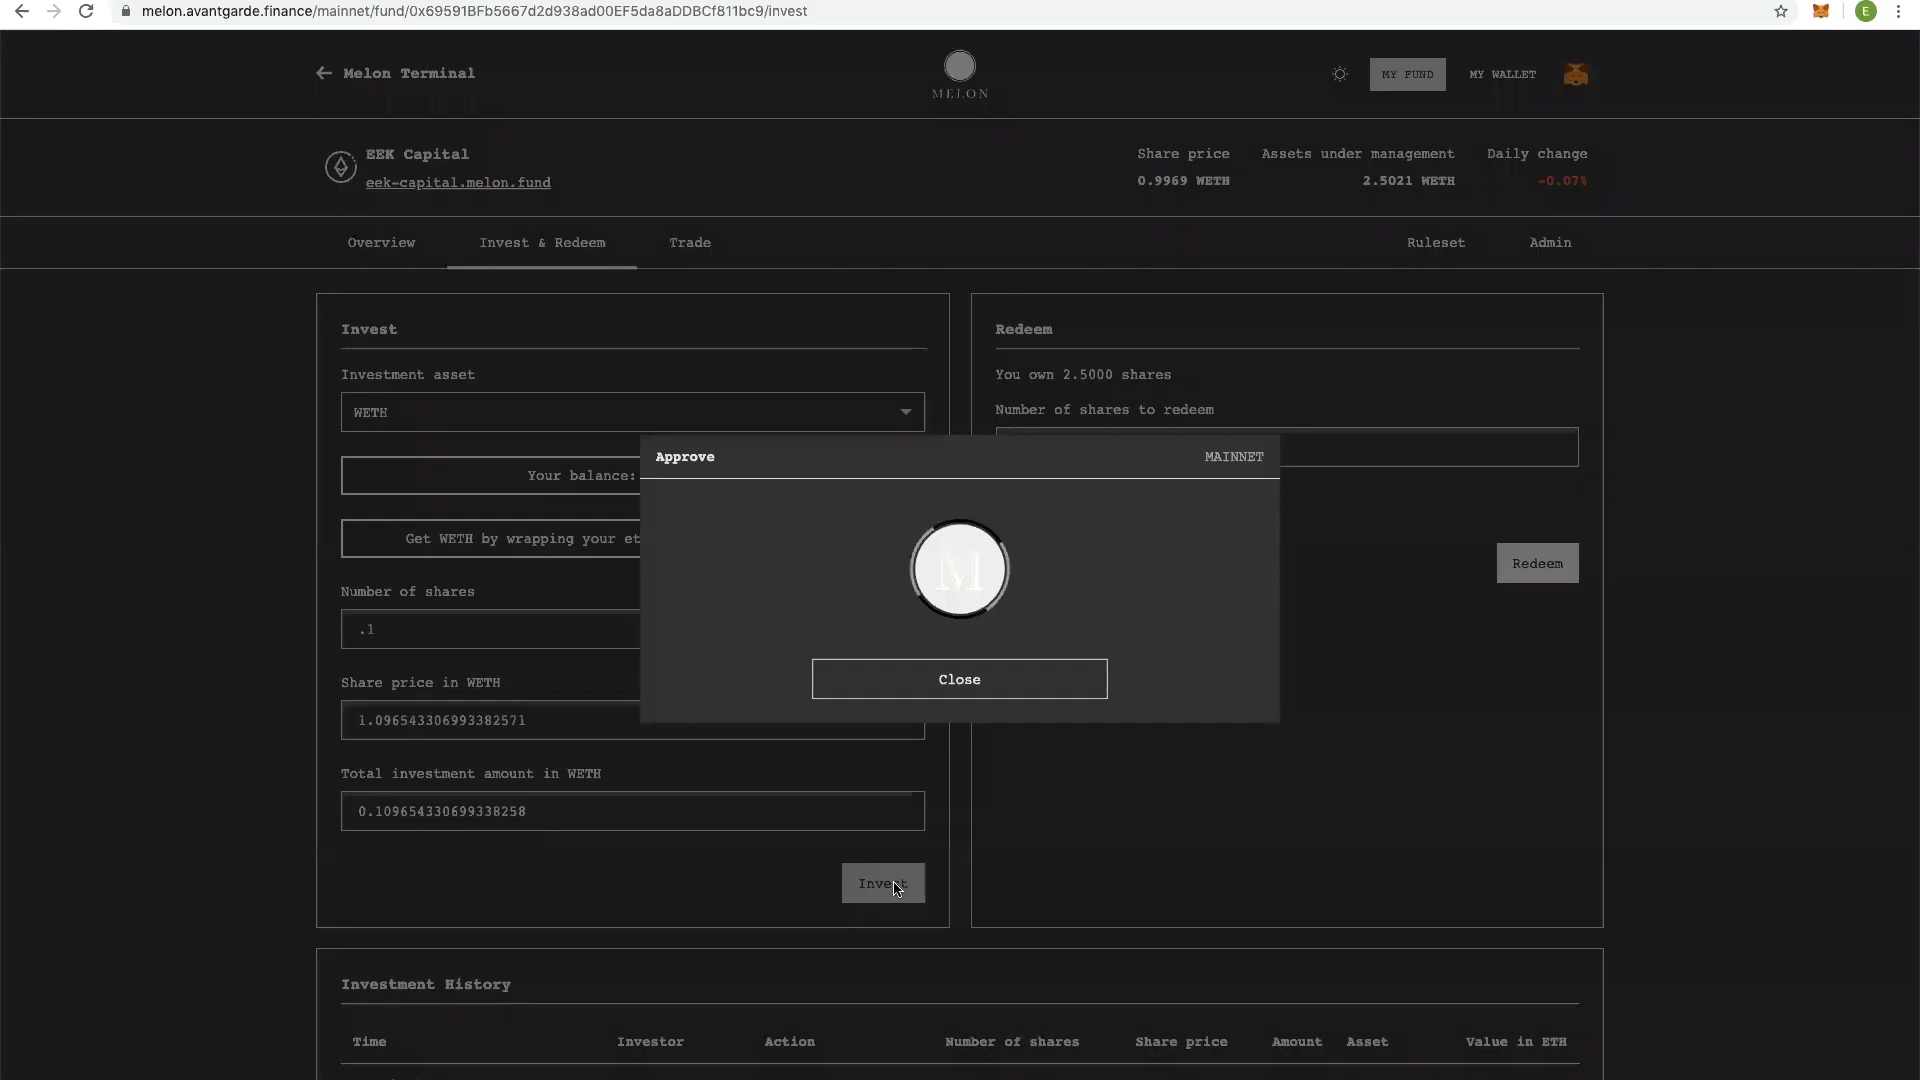 melon.avantgarde.finance/mainnet/fund/0x69591BFb5667d2d938ad00EF5da8aDDBCf811bc9/invest
E
Melon Terminal
MELON
MY FUND
MY WALLET
EEK Capital
eek-capital.melon.fund
Share price
0.9969 WETH
Assets under management
2.5021 WETH
Daily change
-0.07%
Overview
Invest & Redeem
Trade
Ruleset
Admin
Invest
Investment asset
WETH
Your balance:
Get WETH by wrapping your et
Number of shares
.1
Share price in WETH
1.096543306993382571
Total investment amount in WETH
0.109654330699338258
Invest
Redeem
You own 2.5000 shares
Number of shares to redeem
Redeem
Approve
MAINNET
M
Close
Investment History
Time
Investor
Action
Number of shares
Share price
Amount
Asset
Value in ETH